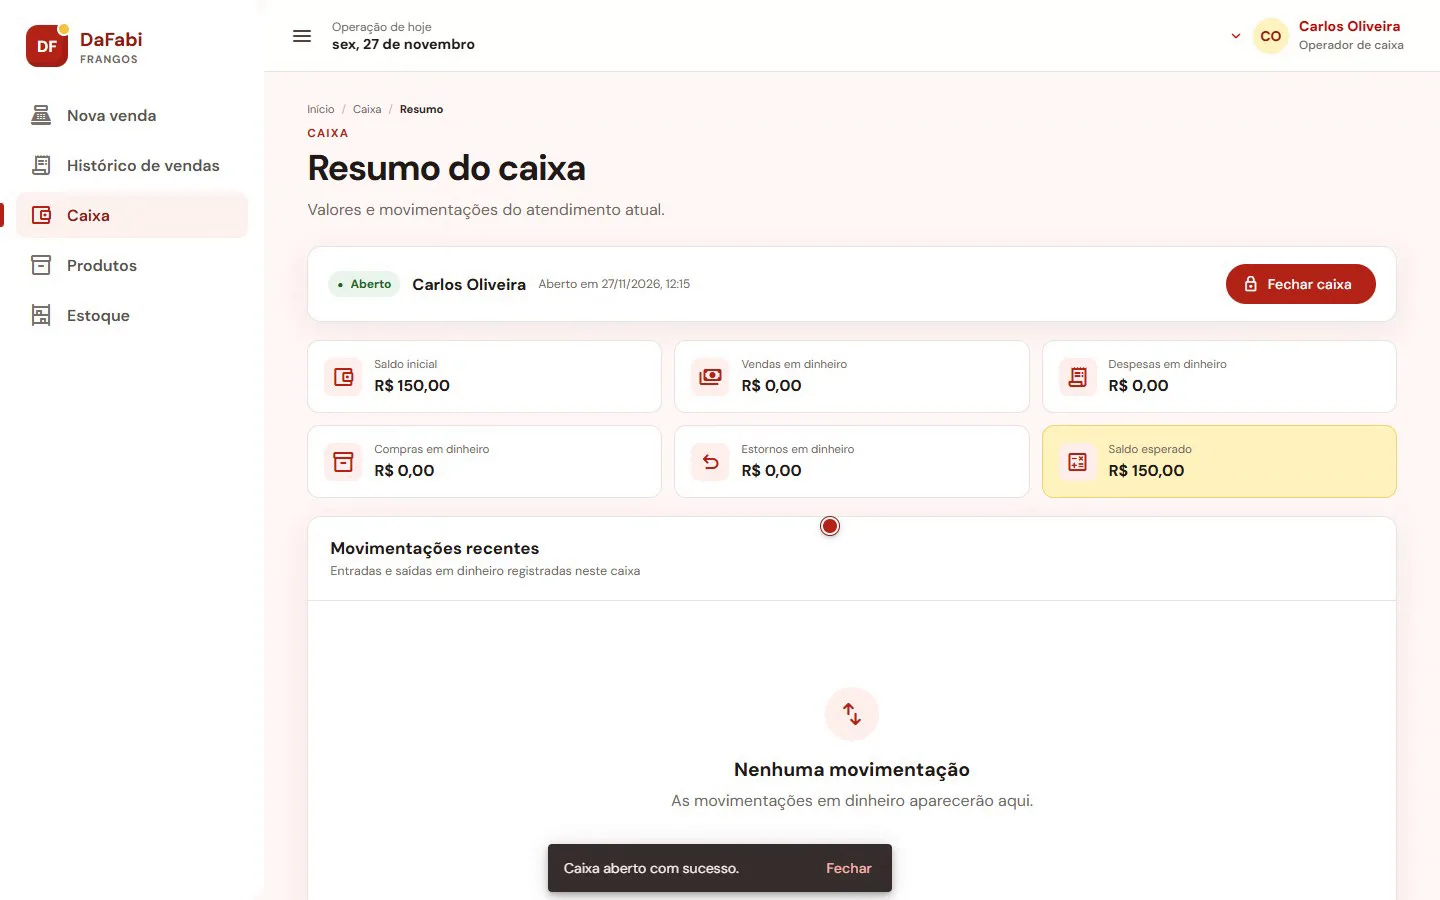 DF
DaFabi
FRANGOS
Nova venda
Histórico de vendas
Caixa
Produtos
Estoque
Operação de hoje
sex, 27 de novembro
CO
Carlos Oliveira
Operador de caixa
Início / Caixa / Resumo
CAIXA
Resumo do caixa
Valores e movimentações do atendimento atual.
• Aberto Carlos Oliveira Aberto em 27/11/2026, 12:15
Fechar caixa
Saldo inicial
R$ 150,00
Vendas em dinheiro
R$ 0,00
Despesas em dinheiro
R$ 0,00
Compras em dinheiro
R$ 0,00
Estornos em dinheiro
R$ 0,00
Saldo esperado
R$ 150,00
Movimentações recentes
Entradas e saídas em dinheiro registradas neste caixa
Nenhuma movimentação
As movimentações em dinheiro aparecerão aqui.
Caixa aberto com sucesso. Fechar